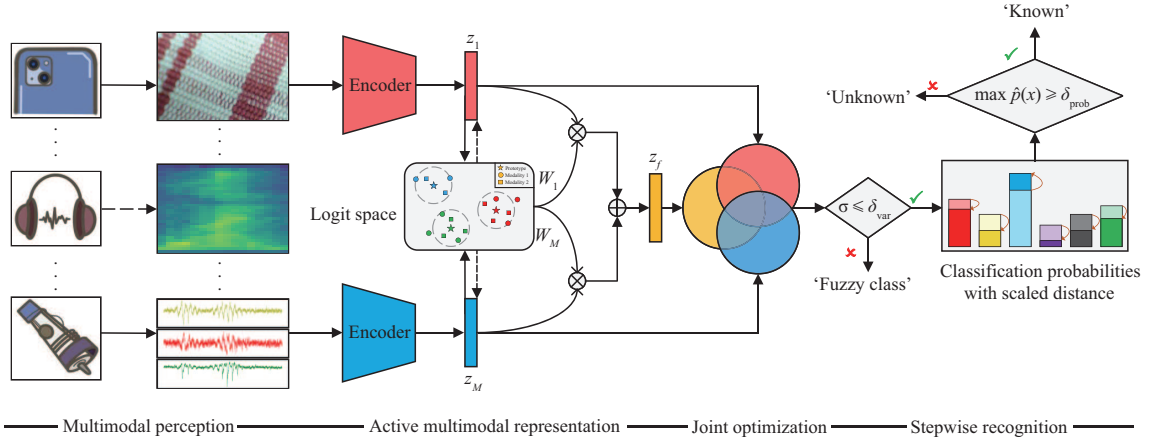 ‘Known’
z1
Encoder
‘Unknown’
max p̂(x) ⩾ δprob
Prototype
Modality 1
Modality 2
W1
zf
Logit space
σ ⩽ δvar
WM
‘Fuzzy class’
Classification probabilities
with scaled distance
Encoder
zM
Multimodal perception
Active multimodal representation
Joint optimization
Stepwise recognition